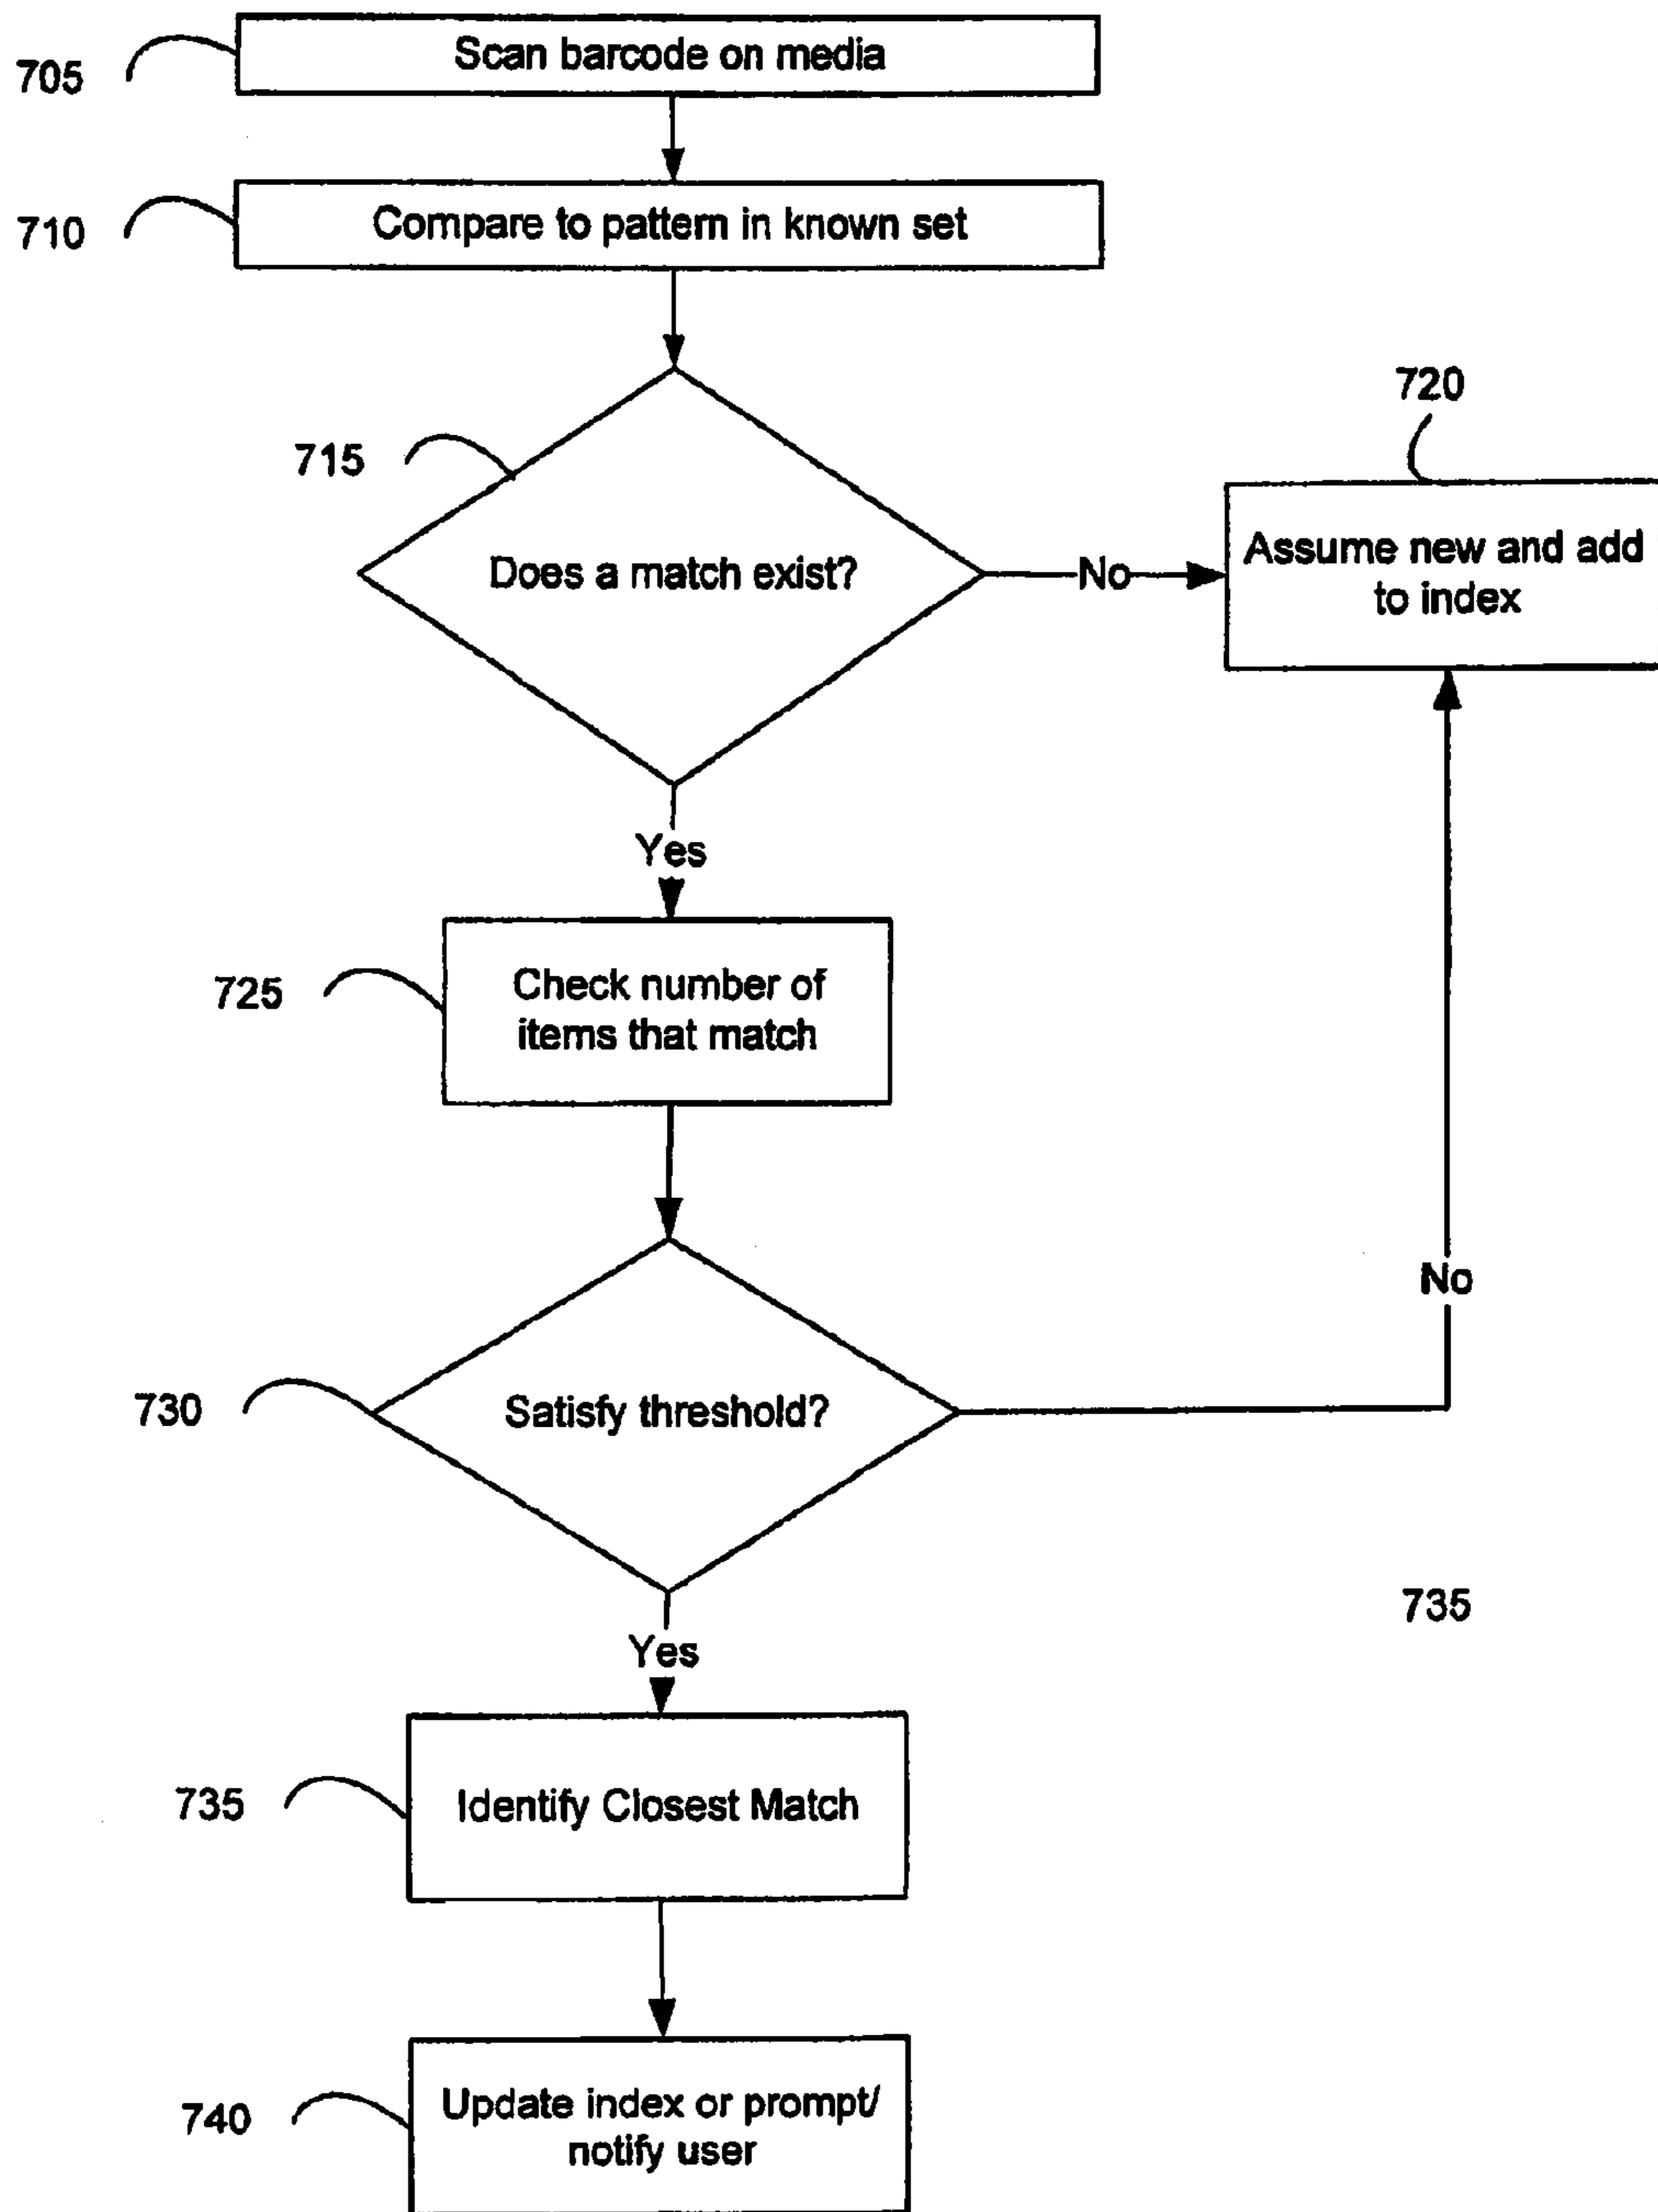 705
Scan barcode on media
710
Compare to pattern in known set
715
Does a match exist?
No
720
Assume new and add
to index
Yes
725
Check number of
items that match
730
Satisfy threshold?
No
735
Yes
735
Identify Closest Match
740
Update index or prompt/
notify user